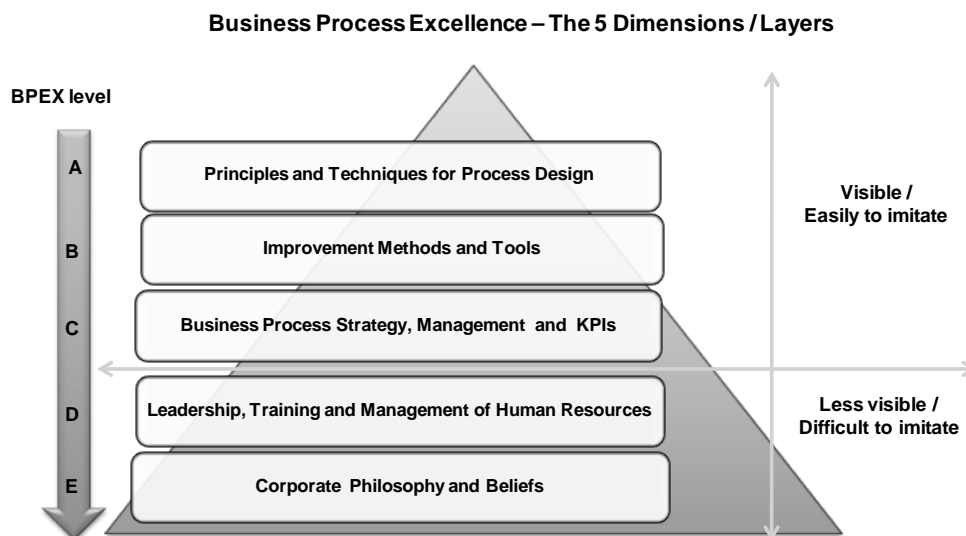 Business Process Excellence – The 5 Dimensions / Layers
BPEX level
A
Principles and Techniques for Process Design
Visible /
Easily to imitate
B
Improvement Methods and Tools
C
Business Process Strategy, Management and KPIs
D
Leadership, Training and Management of Human Resources
Less visible /
Difficult to imitate
E
Corporate Philosophy and Beliefs